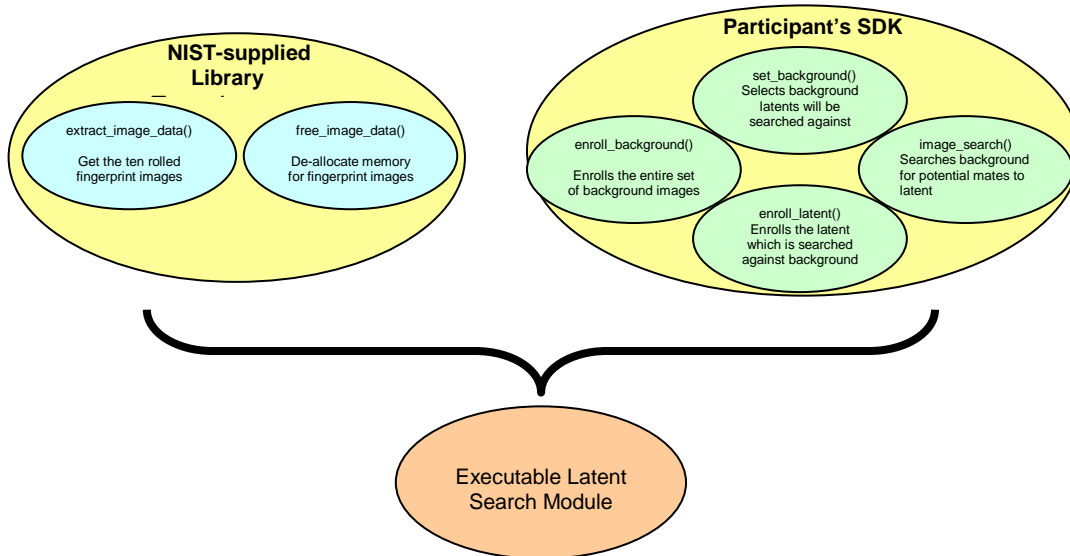 NIST-supplied
Library
extract_image_data()
Get the ten rolled
fingerprint images
free_image_data()
De-allocate memory
for fingerprint images
Participant's SDK
set_background()
Selects background
latents will be
searched against
enroll_background()
Enrolls the entire set
of background images
image_search()
Searches background
for potential mates to
latent
enroll_latent()
Enrolls the latent
which is searched
against background
Executable Latent
Search Module